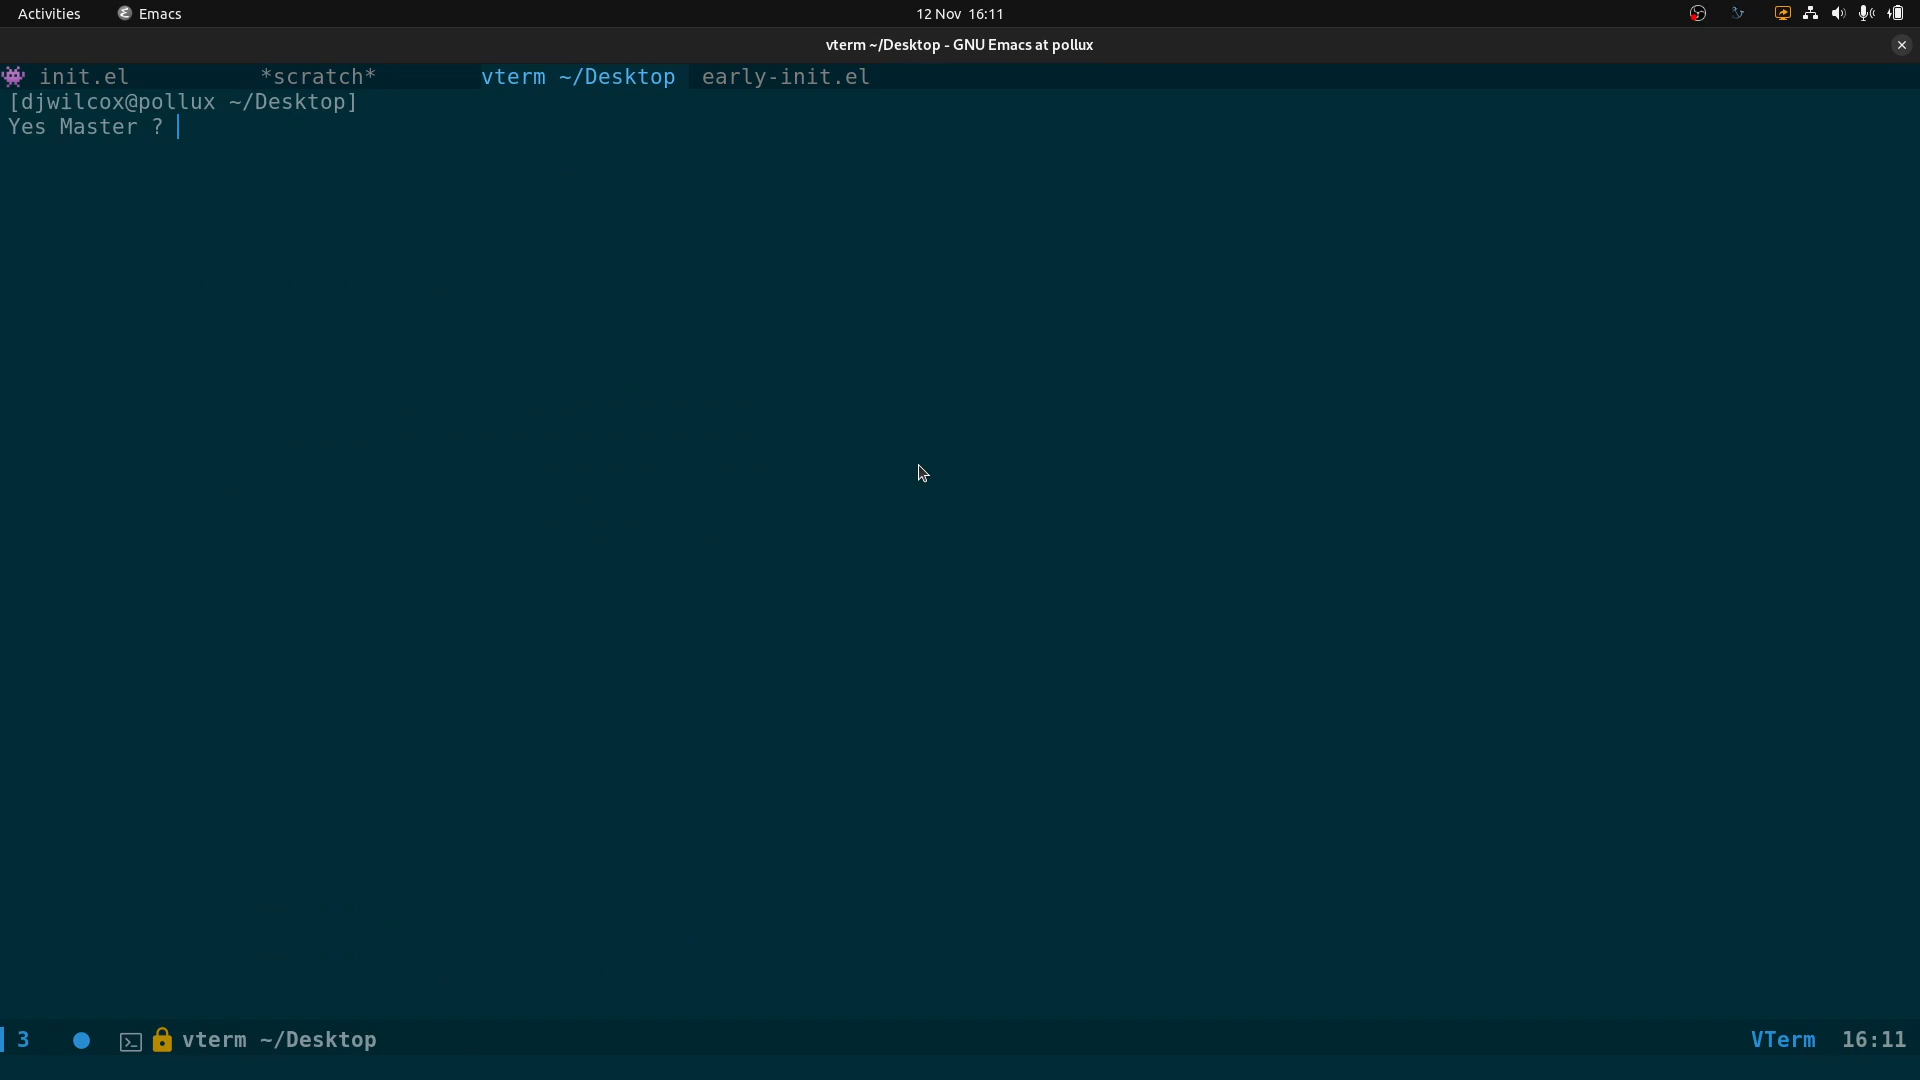 Activities Emacs 12 Nov 16:11
vterm ~/Desktop - GNU Emacs at pollux
init.el *scratch* vterm ~/Desktop early-init.el
[djwilcox@pollux ~/Desktop]
Yes Master ?
3 vterm ~/Desktop VTerm 16:11